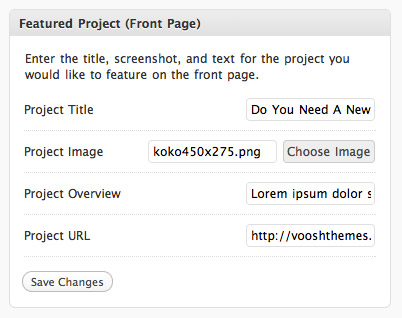 Featured Project (Front Page)
Enter the title, screenshot, and text for the project you
would like to feature on the front page.
Project Title Do You Need A New
Project Image koko450x275.png Choose Image
Project Overview Lorem ipsum dolor s
Project URL http://vooshthemes.
Save Changes